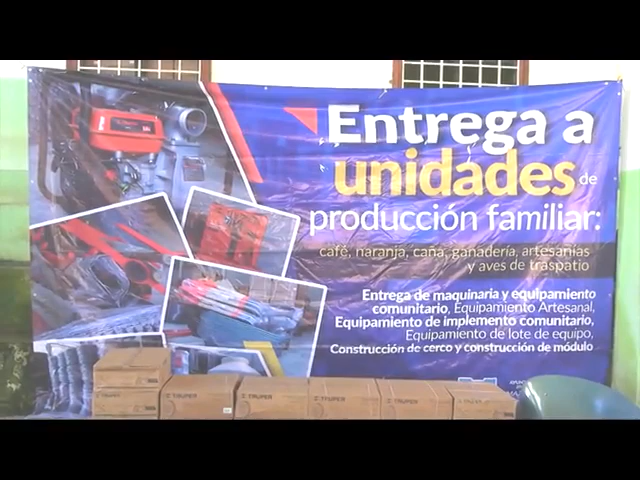 Entrega a
unidades de
producción familiar:
café, naranja, caña, ganadería, artesanías
y aves de traspatio
Entrega de maquinaria y equipamiento
comunitario, Equipamiento Artesanal,
Equipamiento de implemento comunitario,
Equipamiento de lote de equipo,
Construcción de cerco y construcción de módulo
TRUPER
TRUPER
TRUPER
TRUPER
TRUPER